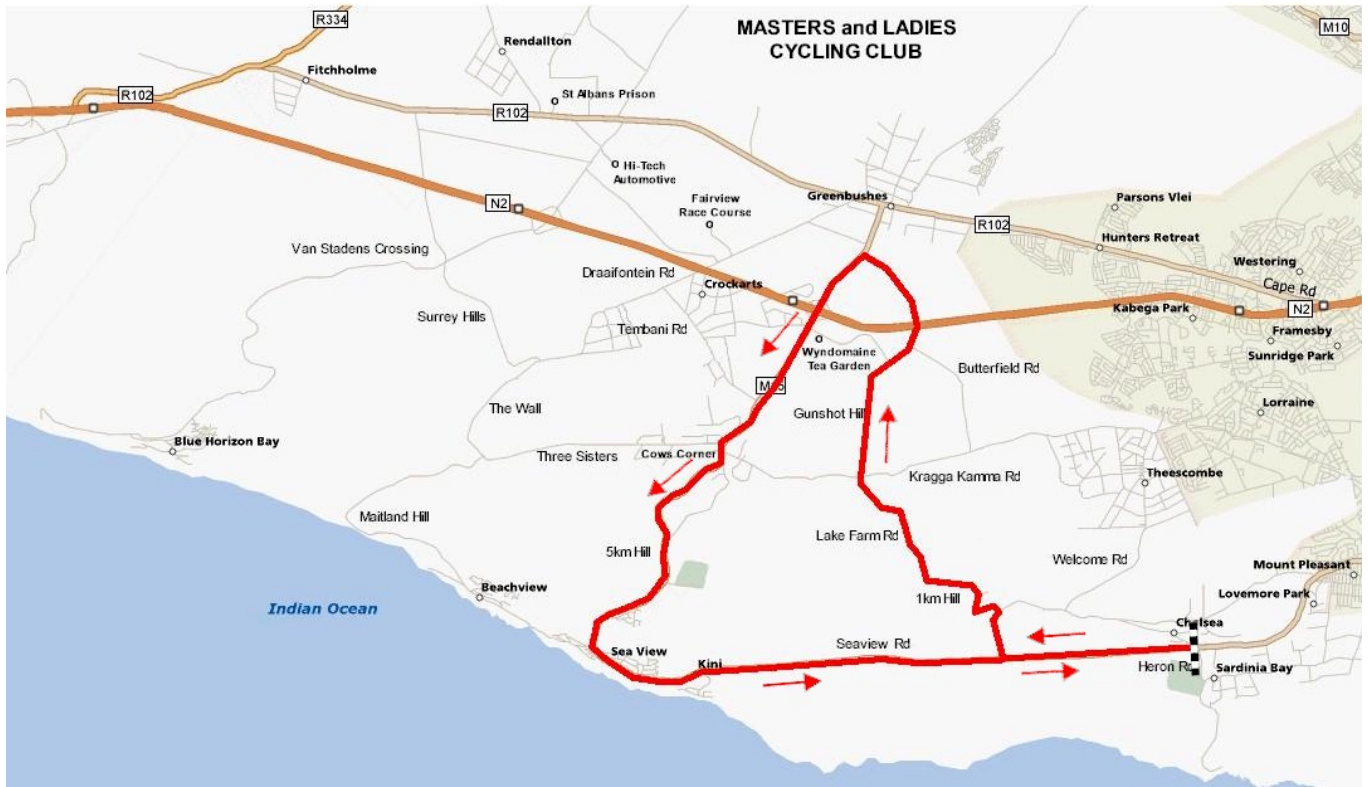 MASTERS and LADIES
CYCLING CLUB
R334
M10
Rendallton
Fitchholme
R102
St Albans Prison
R102
Hi-Tech
Automotive
Fairview
Race Course
Greenbushes
Parsons Vlei
N2
R102
Hunters Retreat
Van Stadens Crossing
Westering
Draaifontein Rd
Crockarts
Cape Rd
Kabega Park
N2
Surrey Hills
Tembani Rd
Framesby
Wyndomaine
Tea Garden
Sunridge Park
Butterfield Rd
The Wall
Gunshot Hill
Lorraine
Blue Horizon Bay
Three Sisters
Cows Corner
Kragga Kamma Rd
Theescombe
Maitland Hill
Lake Farm Rd
5km Hill
Welcome Rd
Mount Pleasant
Beachview
1km Hill
Lovemore Park
Indian Ocean
Chelsea
Sea View
Seaview Rd
Kini
Heron Rd
Sardinia Bay